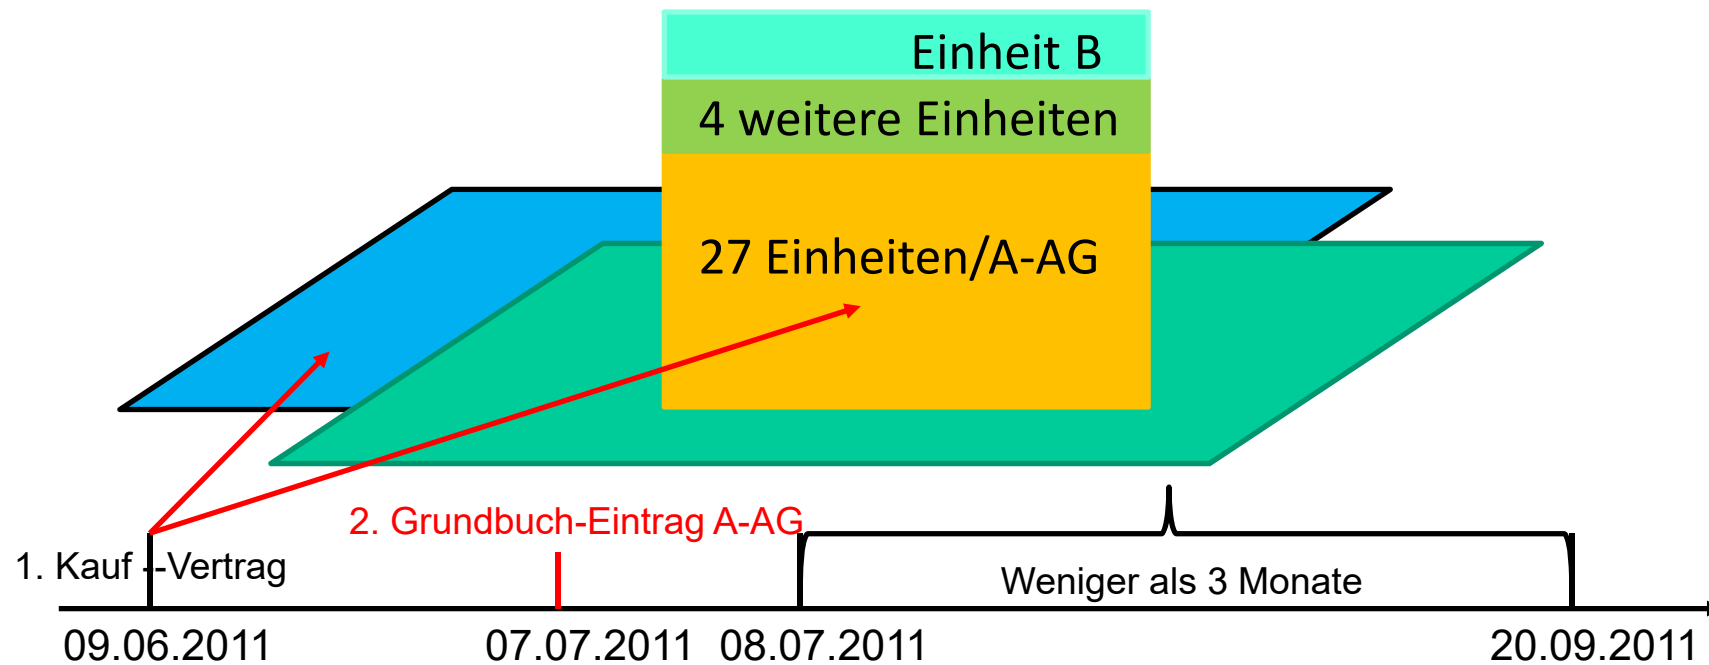 Einheit B
4 weitere Einheiten
27 Einheiten/A-AG
2. Grundbuch-Eintrag A-AG
1. Kauf --Vertrag
Weniger als 3 Monate
09.06.2011 07.07.2011 08.07.2011 20.09.2011